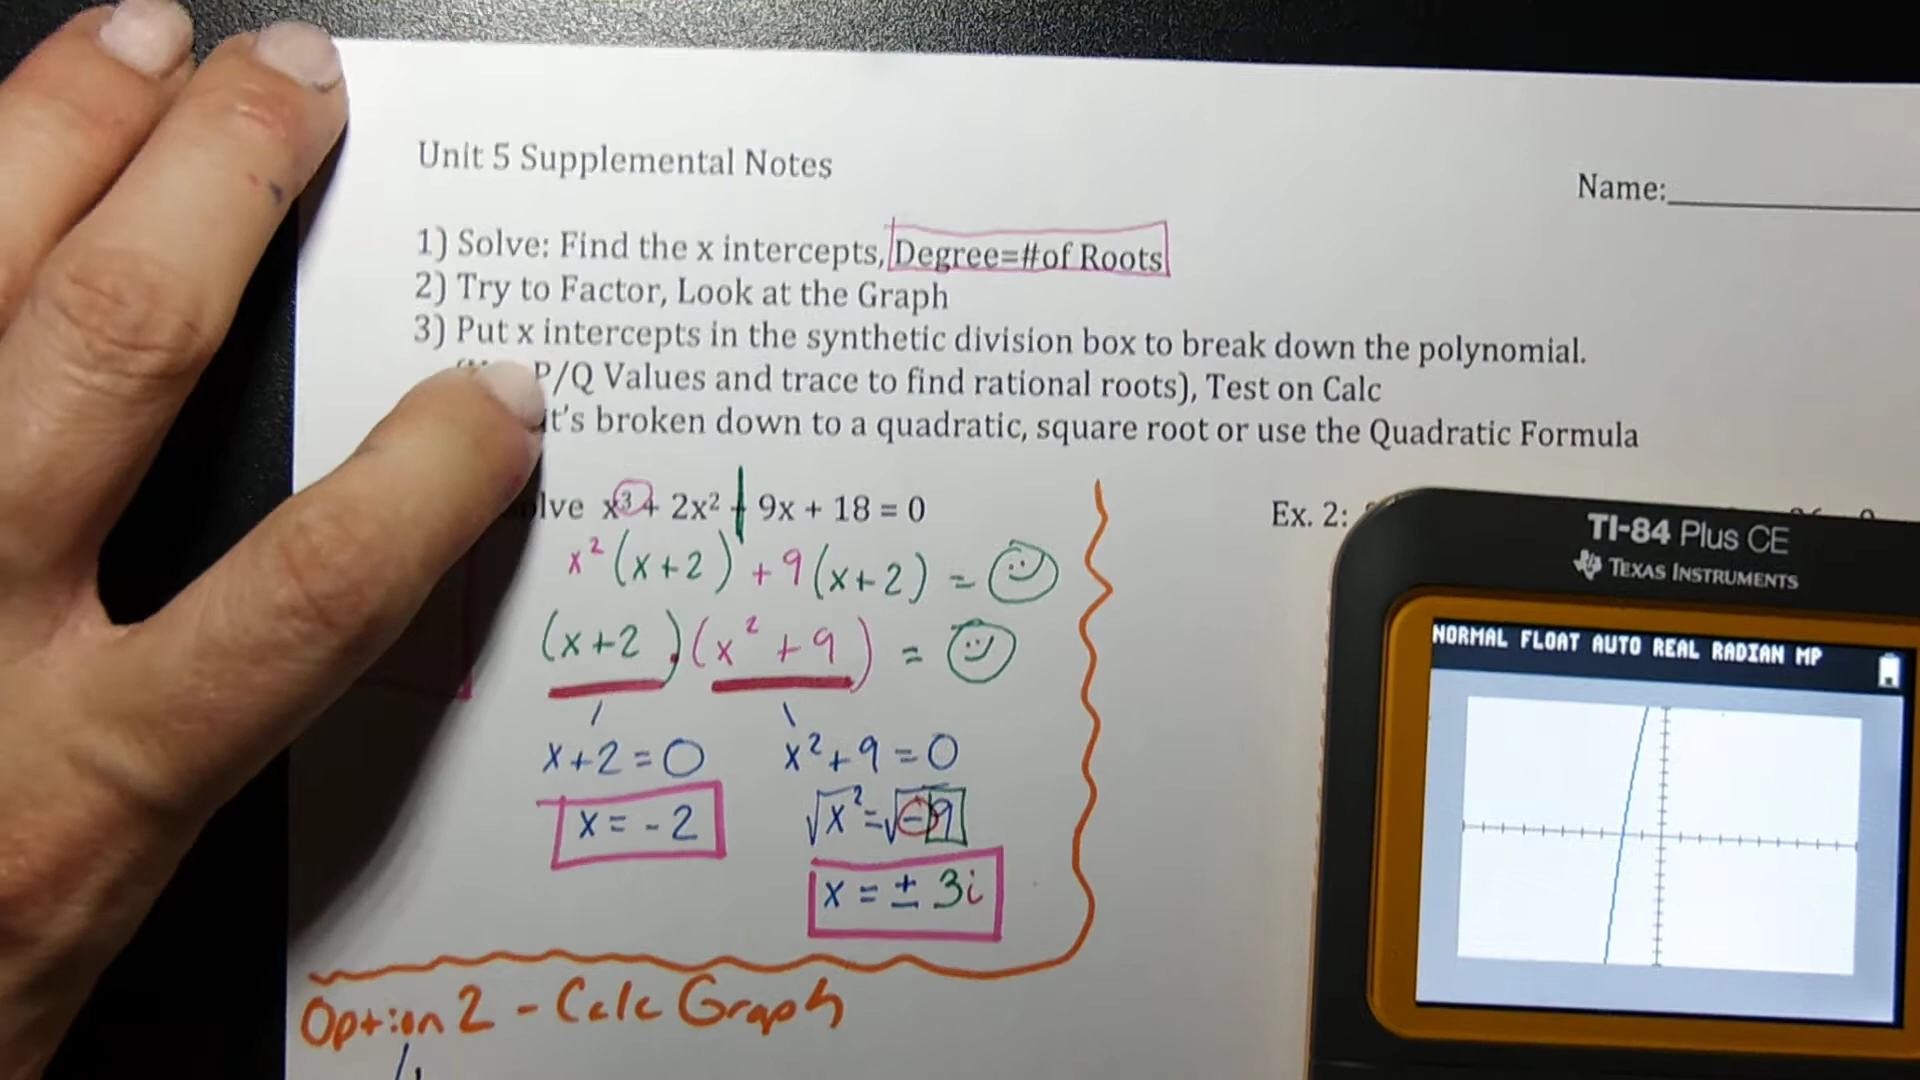 Unit 5 Supplemental Notes
Name:
1) Solve: Find the x intercepts, Degree=#of Roots
2) Try to Factor, Look at the Graph
3) Put x intercepts in the synthetic division box to break down the polynomial.
P/Q Values and trace to find rational roots), Test on Calc
it's broken down to a quadratic, square root or use the Quadratic Formula
lve x³ + 2x² + 9x + 18 = 0
Ex. 2:
x²(x+2) + 9(x+2) =
(x+2)(x²+9) =
x+2=0 x²+9=0
x = -2 √x²=√-9
x = ± 3i
Option 2 - Calc Graph
TI-84 Plus CE
TEXAS INSTRUMENTS
NORMAL FLOAT AUTO REAL RADIAN MP